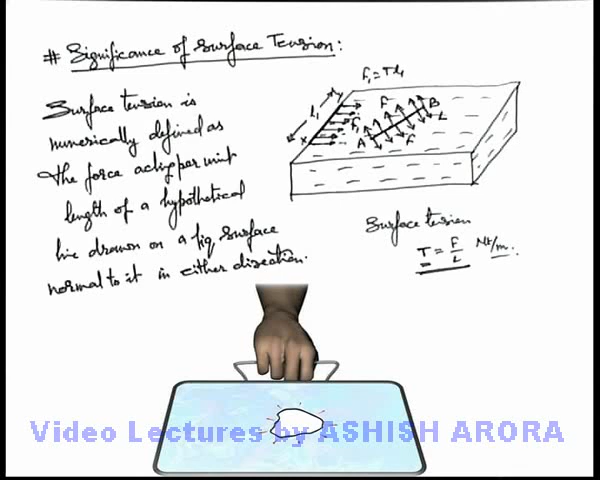 # Significance of Surface Tension:
Surface tension is
numerically defined as
the force acting per unit
length of a hypothetical
line drawn on a liq surface
normal to it in either direction.
F₁ = Tl₁
l₁
F₁
F
B
L
A
F
Surface tension
T = F/L Nt/m.
Video Lectures by ASHISH ARORA